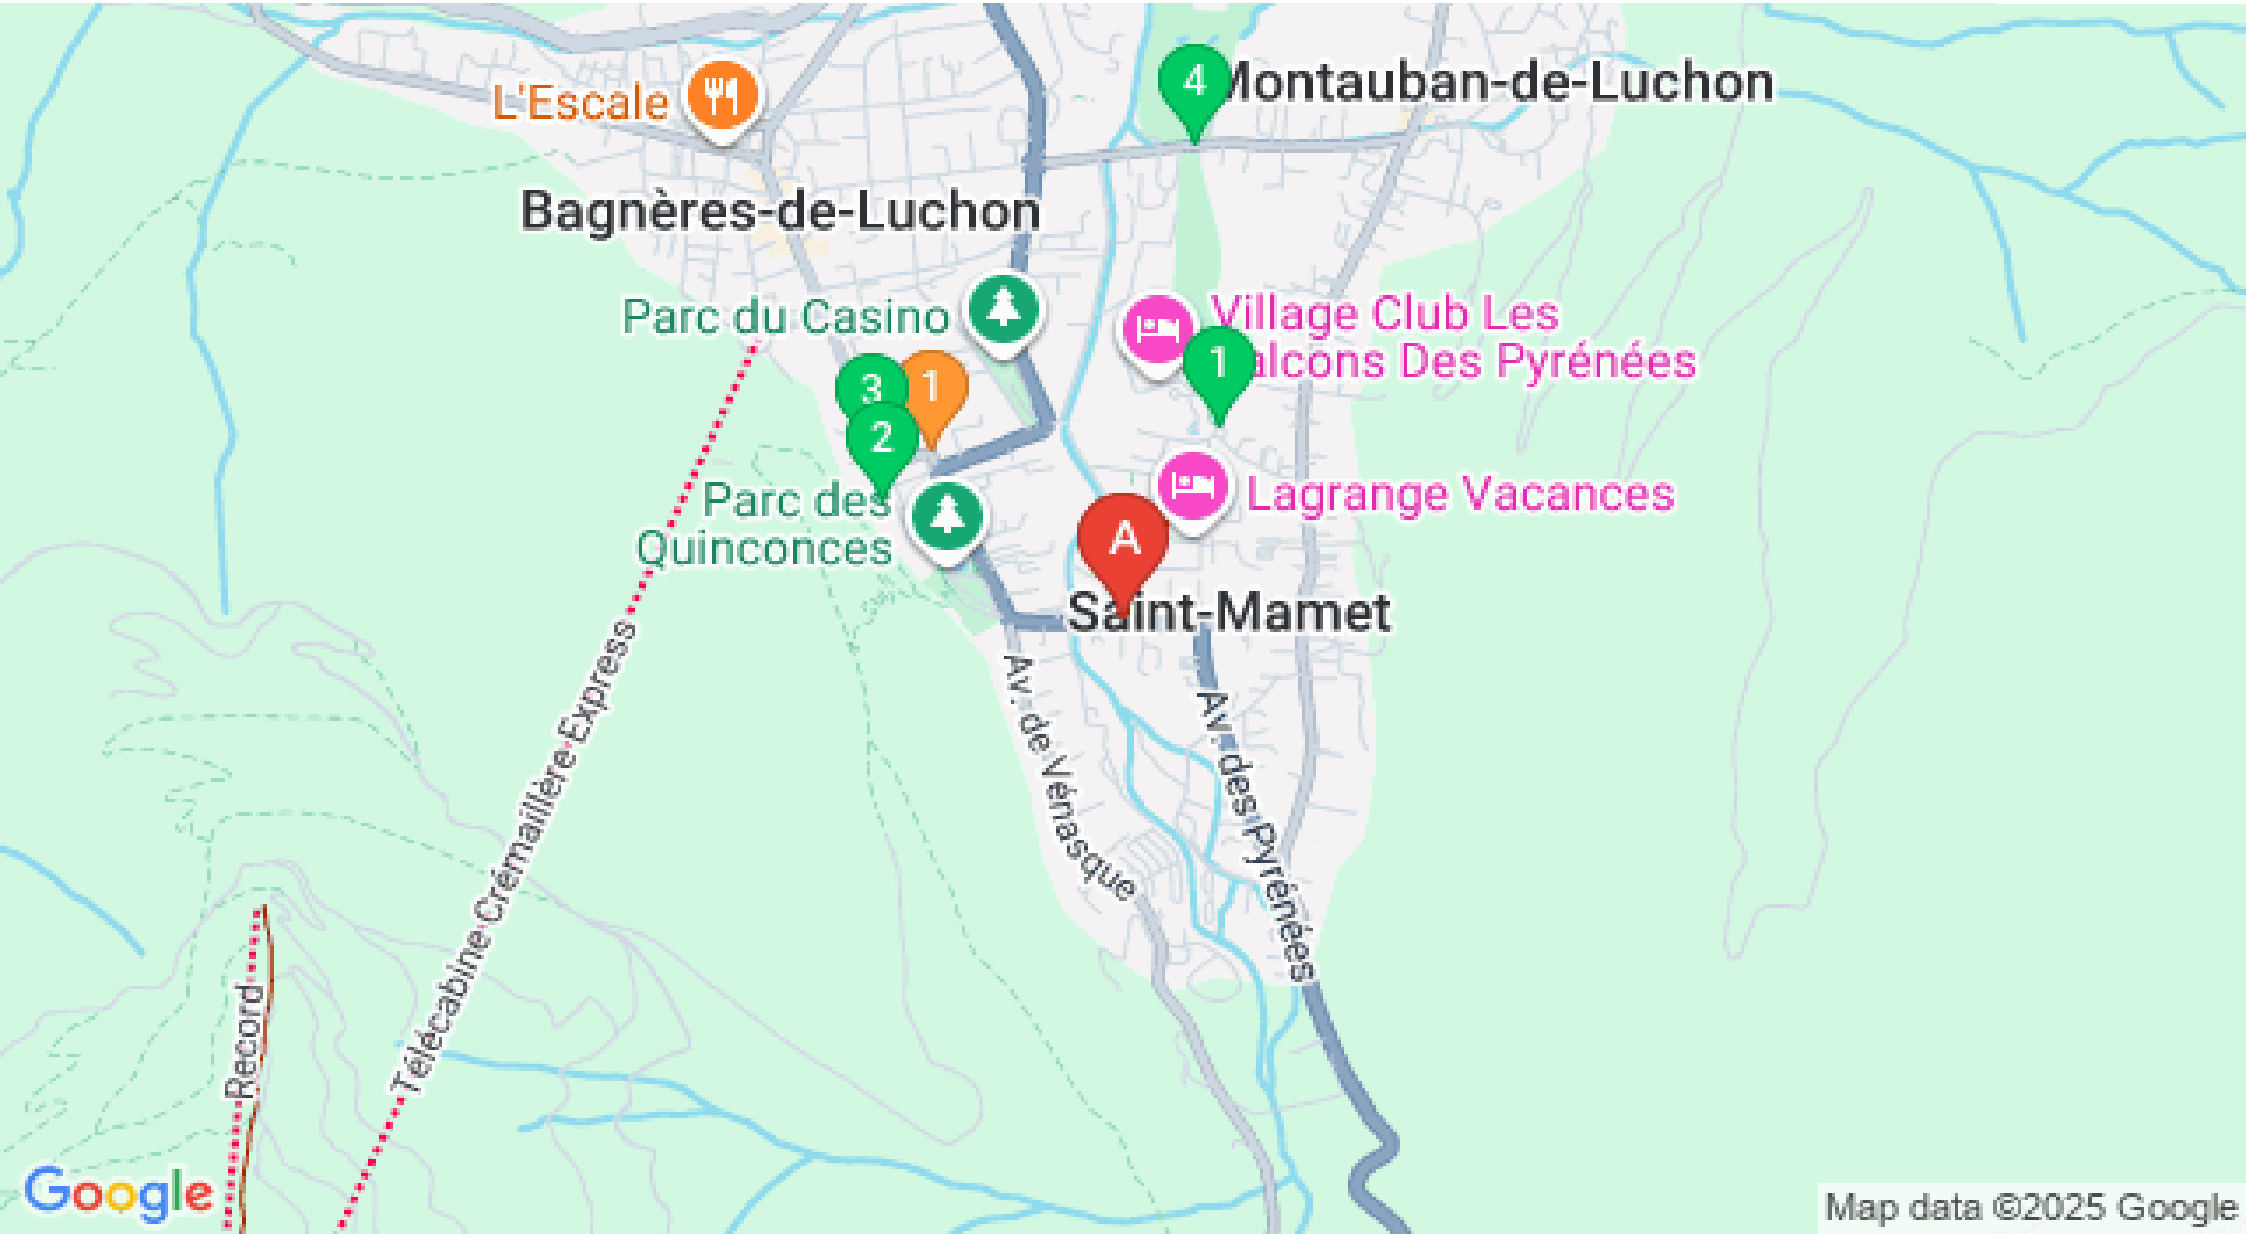 4
Montauban-de-Luchon
L'Escale
Bagnères-de-Luchon
Parc du Casino
Village Club Les
Falcons Des Pyrénées
1
3
1
2
Parc des
Quinconces
Lagrange Vacances
A
Saint-Mamet
Av. de Vénasque
Av. des Pyrénées
Télécabine Crémaillère Express
Record
Google
Map data ©2025 Google